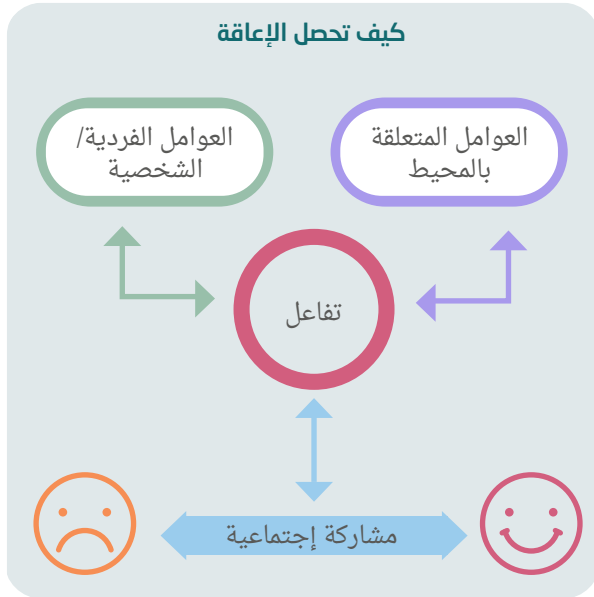 كيف تحصل الإعاقة
العوامل المتعلقة
بالمحيط
العوامل الفردية/
الشخصية
تفاعل
مشاركة إجتماعية